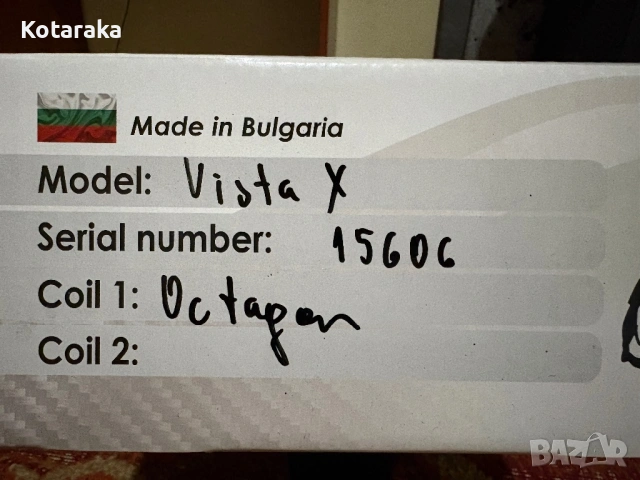 Kotaraka
Made in Bulgaria
Model: Vista X
Serial number: 15606
Coil 1: Octagon
Coil 2:
BAZAR